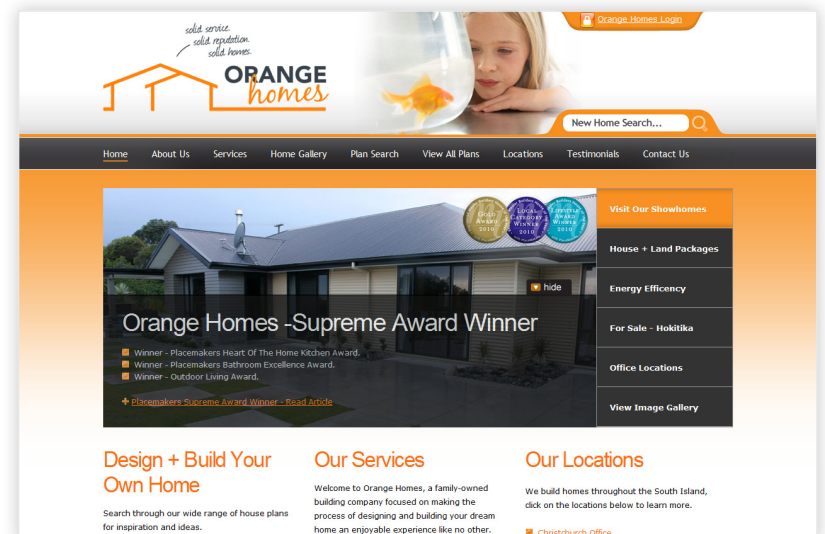 solid service.
solid reputation.
solid homes.
ORANGE
homes
Orange Homes Login
New Home Search...
Home About Us Services Home Gallery Plan Search View All Plans Locations Testimonials Contact Us
GOLD
AWARD
2010
LOCAL
CATEGORY
WINNER
2010
LIFESTYLE
AWARD
WINNER
2010
hide
Orange Homes -Supreme Award Winner
Winner - Placemakers Heart Of The Home Kitchen Award.
Winner - Placemakers Bathroom Excellence Award.
Winner - Outdoor Living Award.
Placemakers Supreme Award Winner - Read Article
Visit Our Showhomes
House + Land Packages
Energy Efficency
For Sale - Hokitika
Office Locations
View Image Gallery
Design + Build Your
Own Home
Search through our wide range of house plans
for inspiration and ideas.
Our Services
Welcome to Orange Homes, a family-owned
building company focused on making the
process of designing and building your dream
home an enjoyable experience like no other.
Our Locations
We build homes throughout the South Island,
click on the locations below to learn more.
Christchurch Office